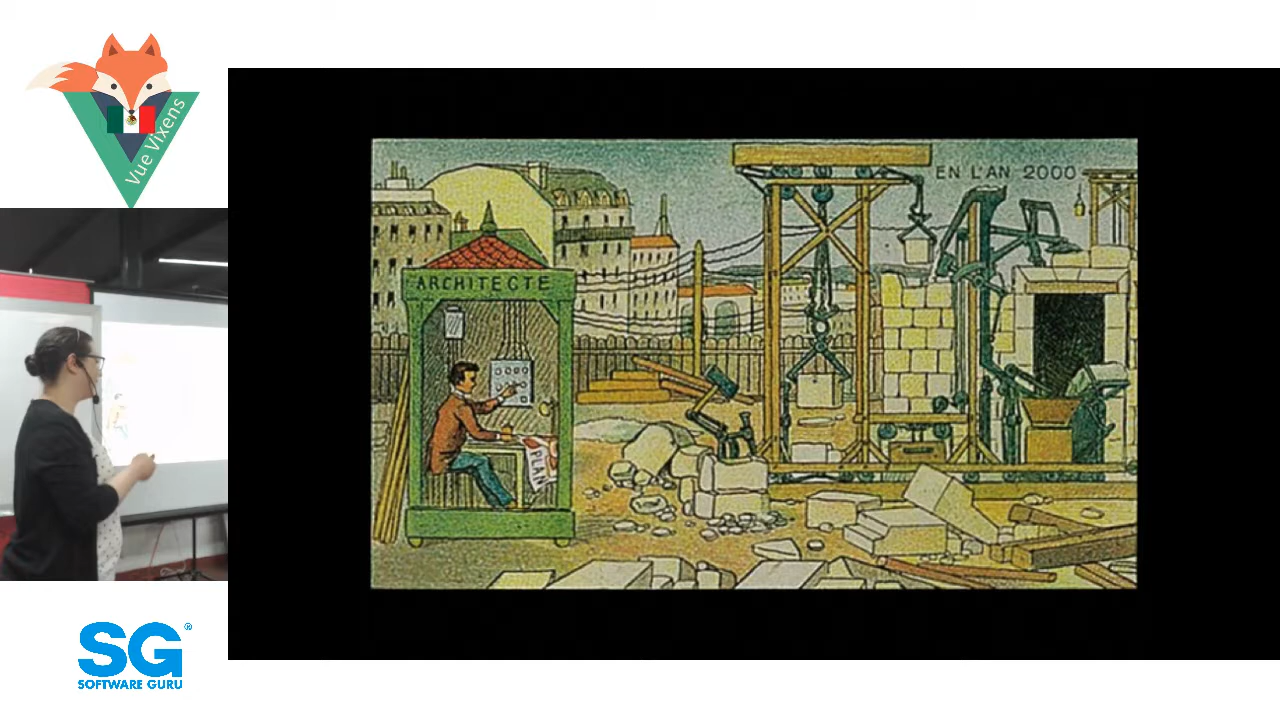 Vue Vixens
EN L'AN 2000
ARCHITECTE
PLAN
SG®
SOFTWARE GURU